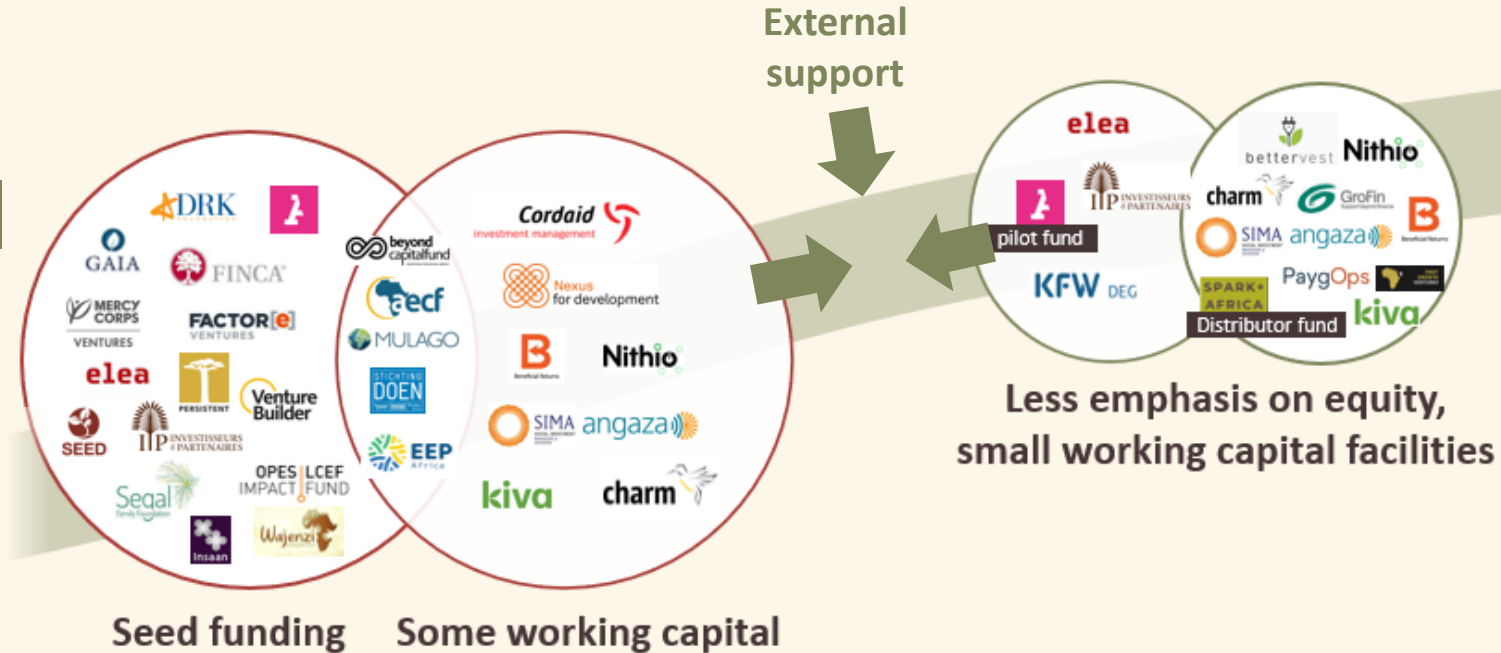 External
support
DRK
GAIA
FINCA
MERCY
CORPS
VENTURES
FACTOR[e]
VENTURES
elea
PERSISTENT
Venture
Builder
SEED
I&P INVESTISSEURS
& PARTENAIRES
Segal
Family Foundation
OPES LCEF
IMPACT FUND
Insaan
Wajenzi
beyond
capitalfund
aecf
MULAGO
STICHTING
DOEN
EEP
Africa
Cordaid
investment management
Nexus
for development
B
Beneficial Returns
Nithio
SIMA
angaza
kiva
charm
Seed funding
Some working capital
elea
I&P INVESTISSEURS
& PARTENAIRES
pilot fund
KFW DEG
bettervest
Nithio
charm
GroFin
B
Beneficial Returns
SIMA
angaza
PaygOps
SPARK+
AFRICA
Distributor fund
kiva
Less emphasis on equity,
small working capital facilities